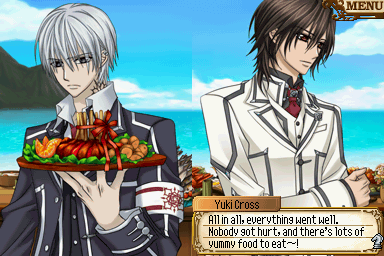 MENU
Yuki Cross
All in all, everything went well.
Nobody got hurt, and there's lots of
yummy food to eat~!